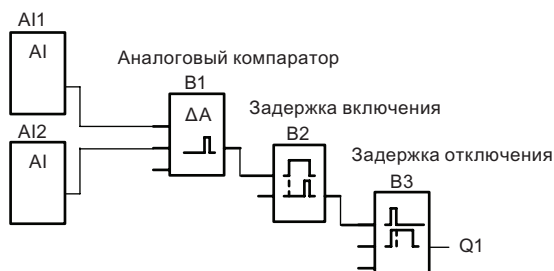 AI1
AI
Аналоговый компаратор
B1
ΔA
AI2
AI
Задержка включения
B2
Задержка отключения
B3
Q1